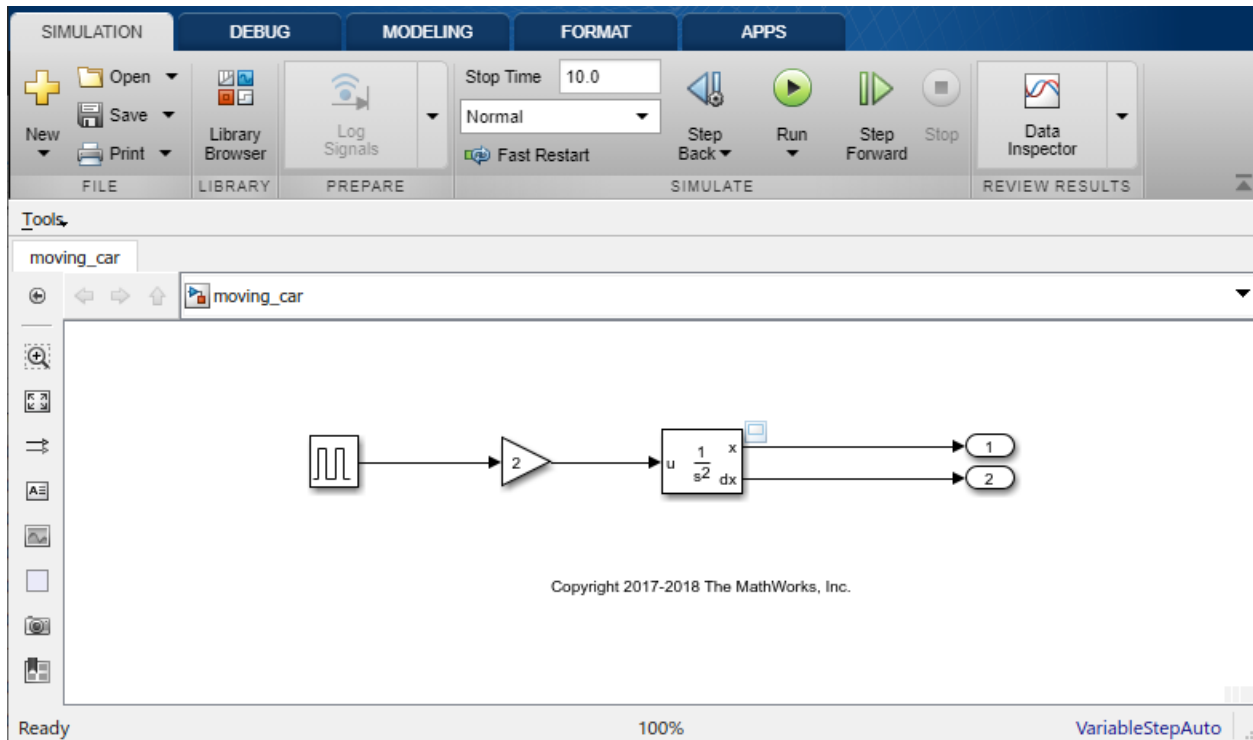 SIMULATION DEBUG MODELING FORMAT APPS
New
Open
Save
Print
Library
Browser
Log
Signals
Stop Time 10.0
Normal
Fast Restart
Step
Back
Run
Step
Forward
Stop
Data
Inspector
FILE LIBRARY PREPARE SIMULATE REVIEW RESULTS
Tools
moving_car
moving_car
2
u 1 x
s2 dx
1
2
Copyright 2017-2018 The MathWorks, Inc.
Ready 100% VariableStepAuto